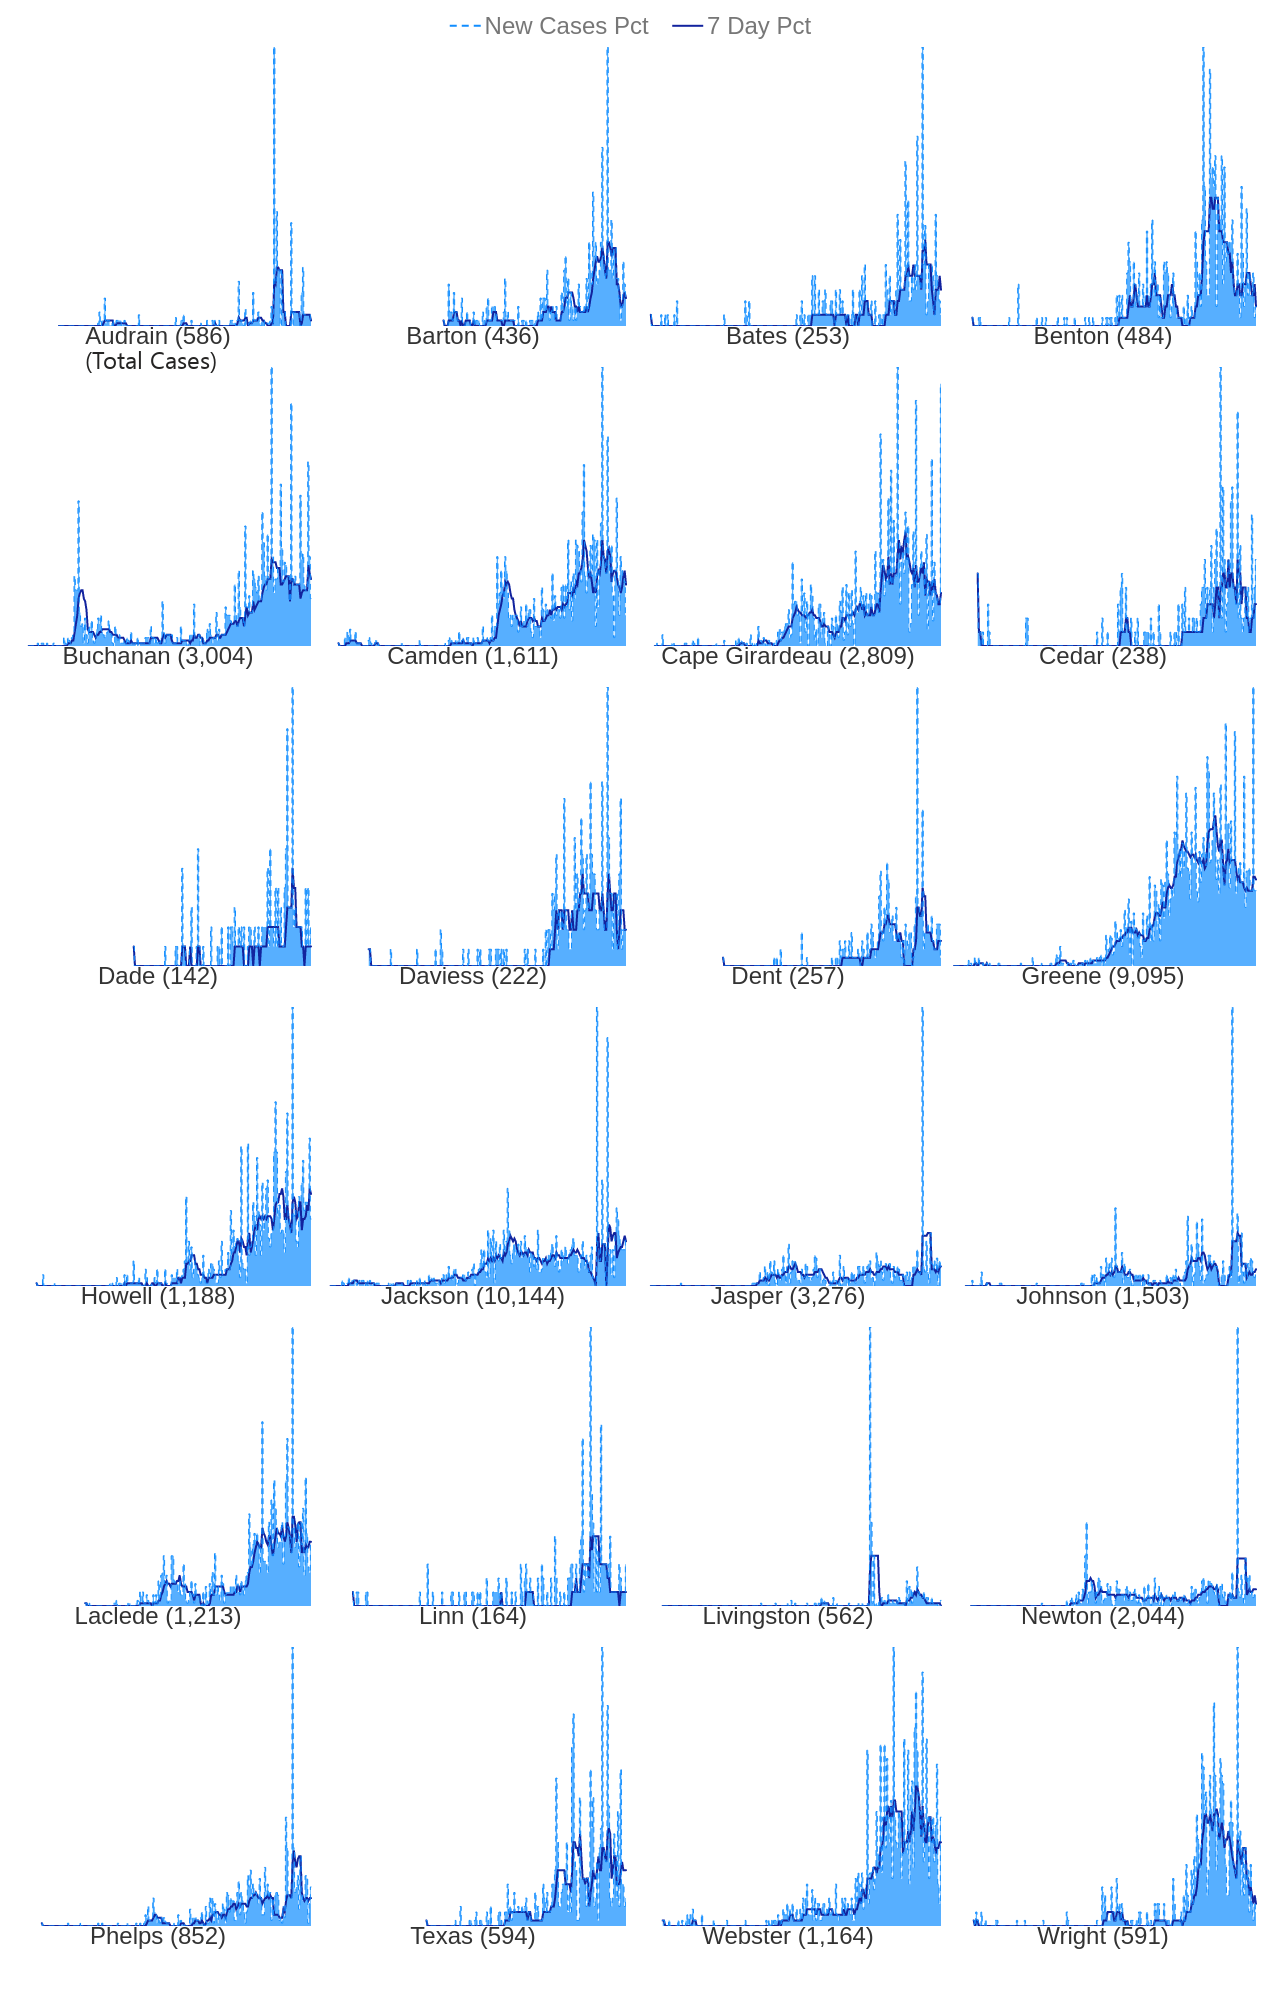 New Cases Pct 7 Day Pct
Audrain (586) Barton (436) Bates (253) Benton (484)
(Total Cases)
Buchanan (3,004) Camden (1,611) Cape Girardeau (2,809) Cedar (238)
Dade (142) Daviess (222) Dent (257) Greene (9,095)
Howell (1,188) Jackson (10,144) Jasper (3,276) Johnson (1,503)
Laclede (1,213) Linn (164) Livingston (562) Newton (2,044)
Phelps (852) Texas (594) Webster (1,164) Wright (591)